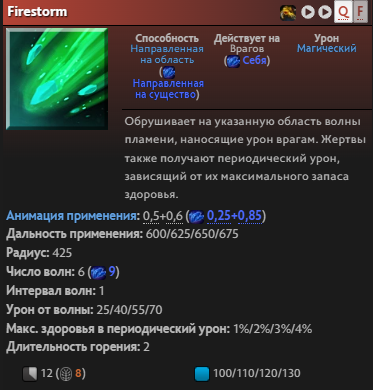 Firestorm
Q F
Способность
Направленная
на область
(
Направленная
на существо)
Действует на
Врагов
( Себя)
Урон
Магический
Обрушивает на указанную область волны
пламени, наносящие урон врагам. Жертвы
также получают периодический урон,
зависящий от их максимального запаса
здоровья.
Анимация применения: 0,5+0,6 ( 0,25+0,85)
Дальность применения: 600/625/650/675
Радиус: 425
Число волн: 6 ( 9)
Интервал волн: 1
Урон от волны: 25/40/55/70
Макс. здоровья в периодический урон: 1%/2%/3%/4%
Длительность горения: 2
12 ( 8)
100/110/120/130